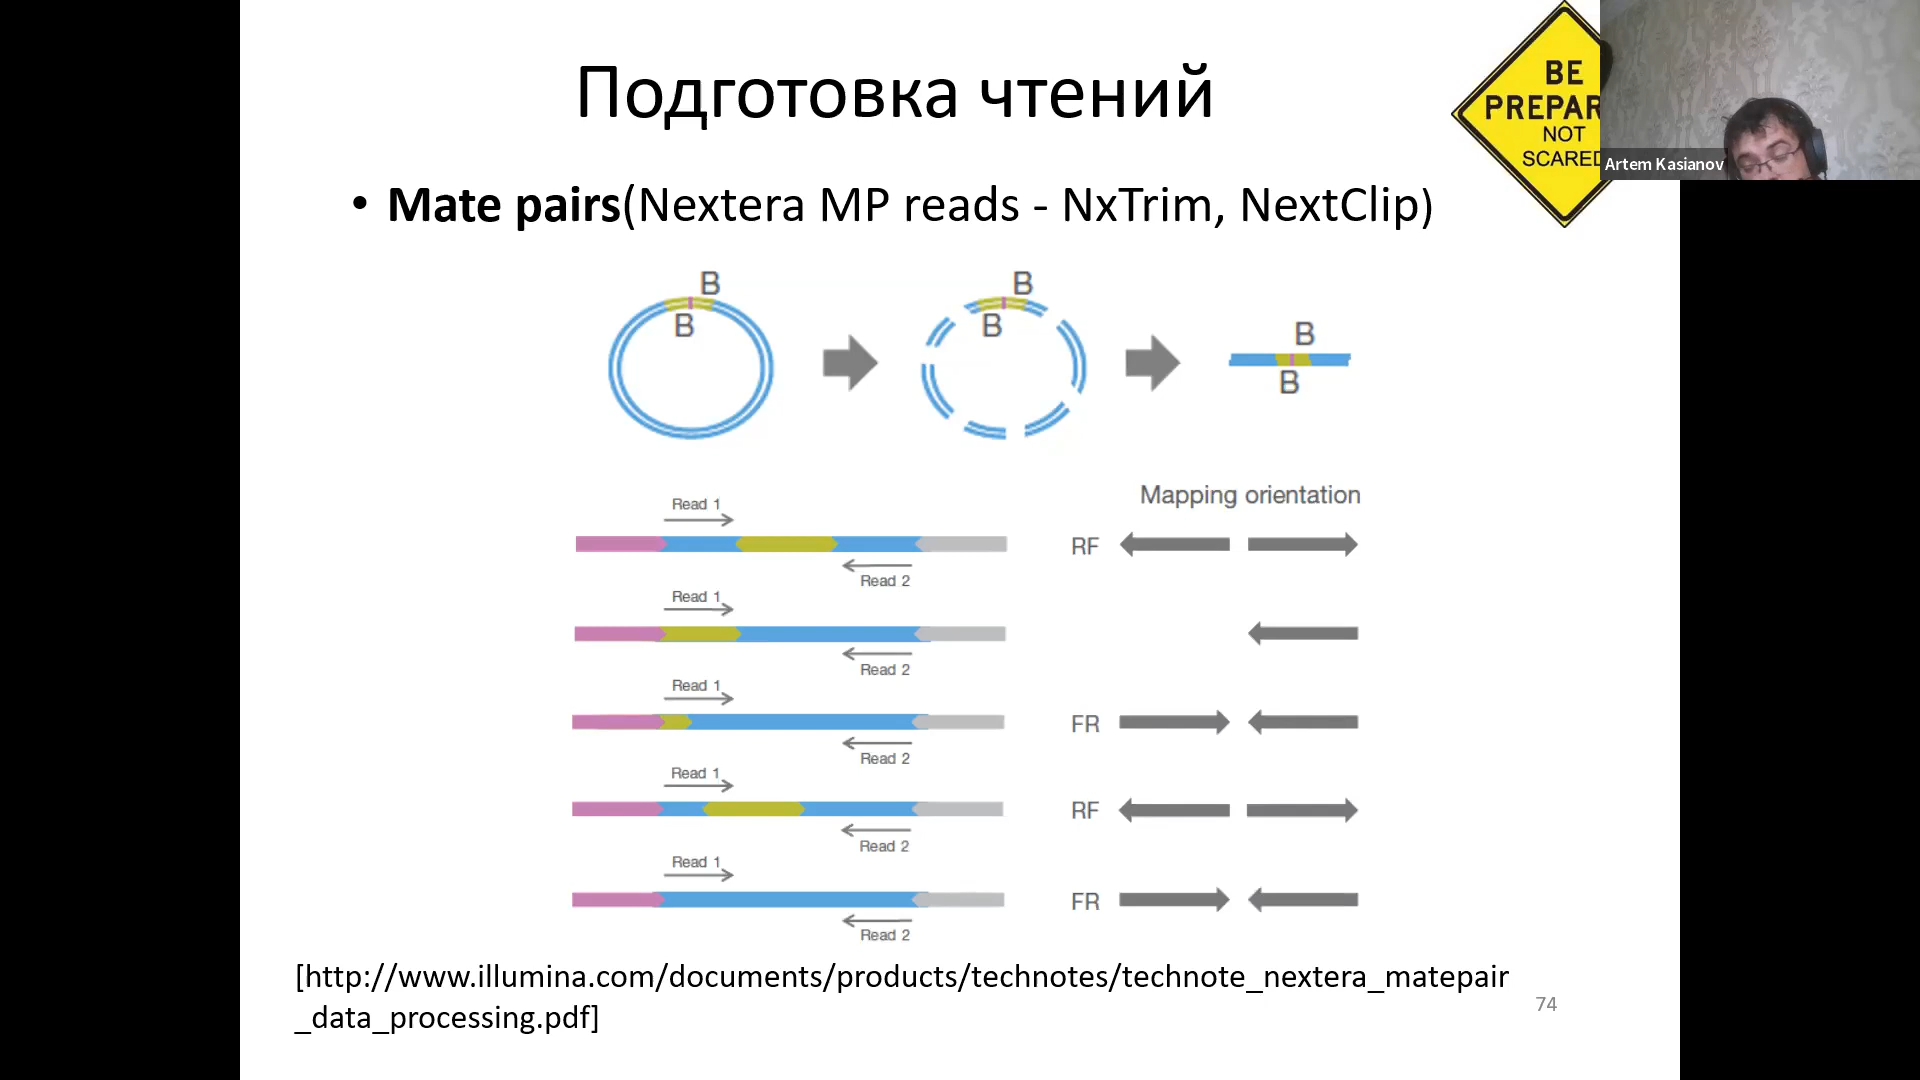 Подготовка чтений
BE
PREPAR
NOT
SCARED
Artem Kasianov
• Mate pairs(Nextera MP reads - NxTrim, NextClip)
B
B
B
B
B
B
Mapping orientation
Read 1
RF
Read 2
Read 1
Read 2
Read 1
FR
Read 2
Read 1
RF
Read 2
Read 1
FR
Read 2
[http://www.illumina.com/documents/products/technotes/technote_nextera_matepair
_data_processing.pdf]
74